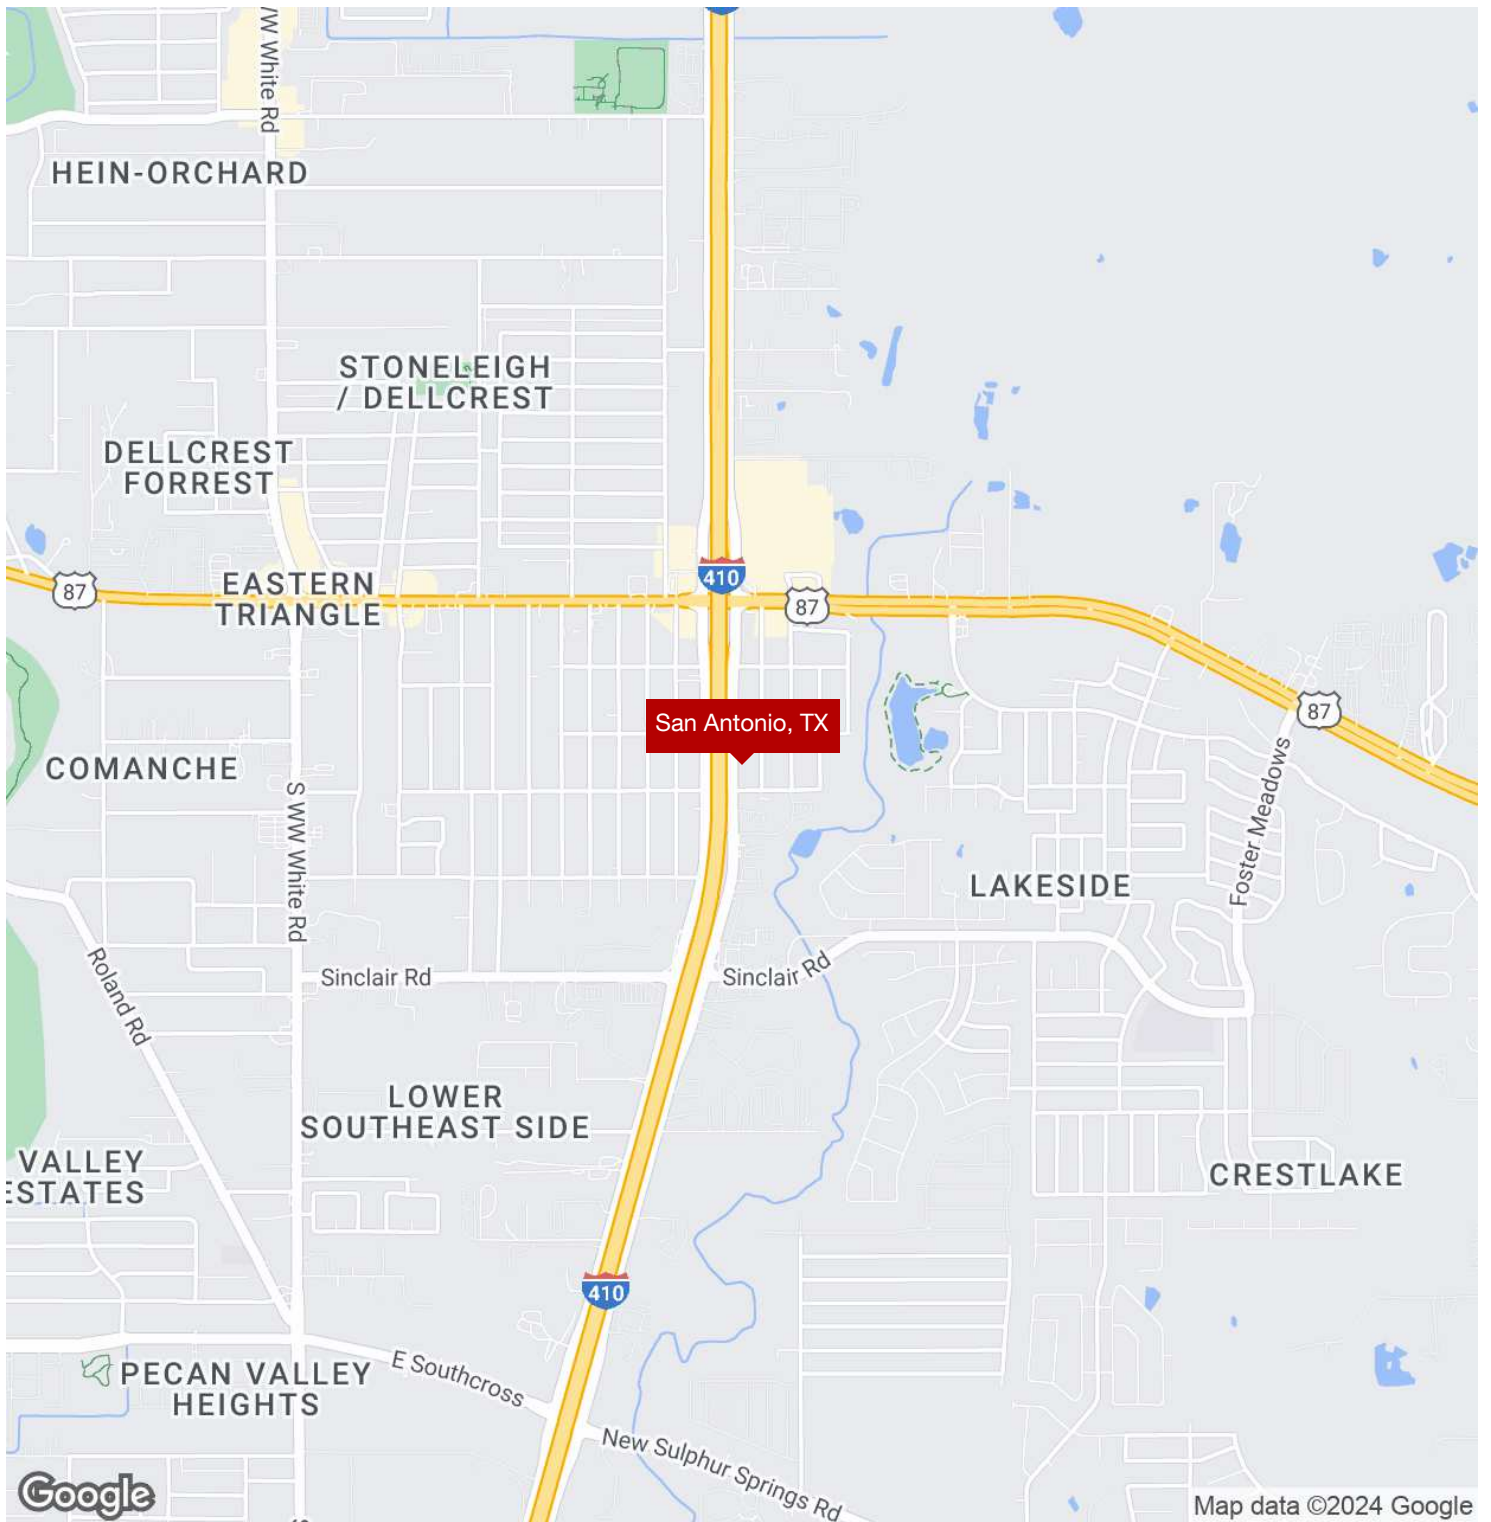 WW White Rd
HEIN-ORCHARD
STONELEIGH
/ DELLCREST
DELLCREST
FORREST
410
87
EASTERN
TRIANGLE
87
San Antonio, TX
87
COMANCHE
S WW White Rd
Foster Meadows
LAKESIDE
Roland Rd
Sinclair Rd
Sinclair Rd
LOWER
SOUTHEAST SIDE
VALLEY
ESTATES
CRESTLAKE
410
PECAN VALLEY
HEIGHTS
E Southcross
New Sulphur Springs Rd
Google
Map data ©2024 Google